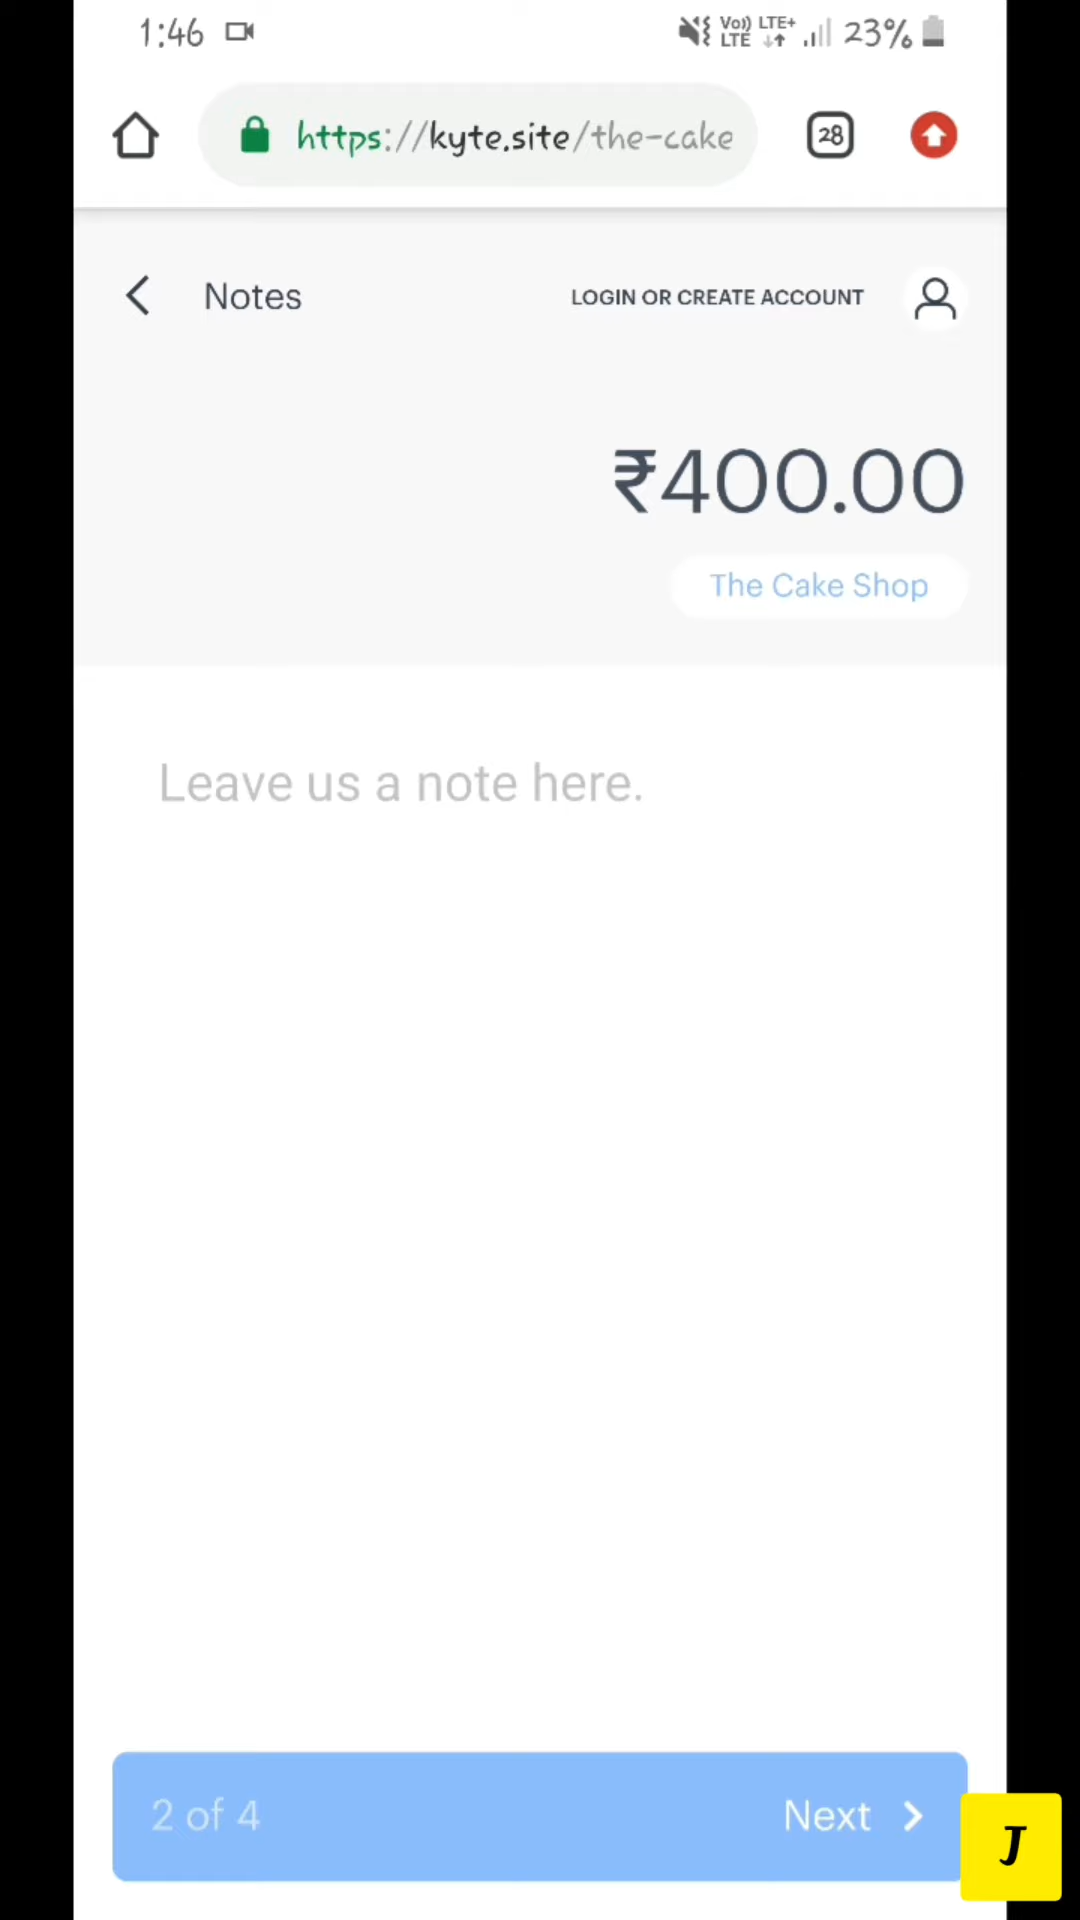 1:46 Vo)) LTE LTE+ 23%
https://kyte.site/the-cake 28
Notes LOGIN OR CREATE ACCOUNT
₹400.00
The Cake Shop
Leave us a note here.
2 of 4 Next
J